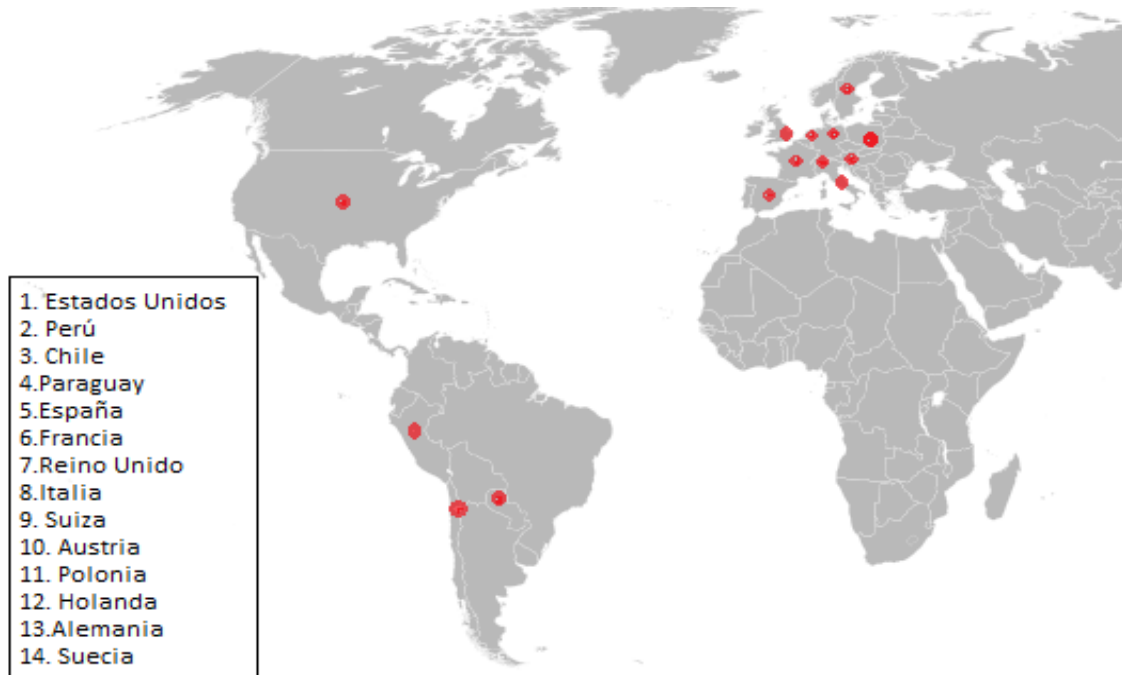 1. Estados Unidos
2. Perú
3. Chile
4.Paraguay
5.España
6.Francia
7.Reino Unido
8.Italia
9. Suiza
10. Austria
11. Polonia
12. Holanda
13.Alemania
14. Suecia